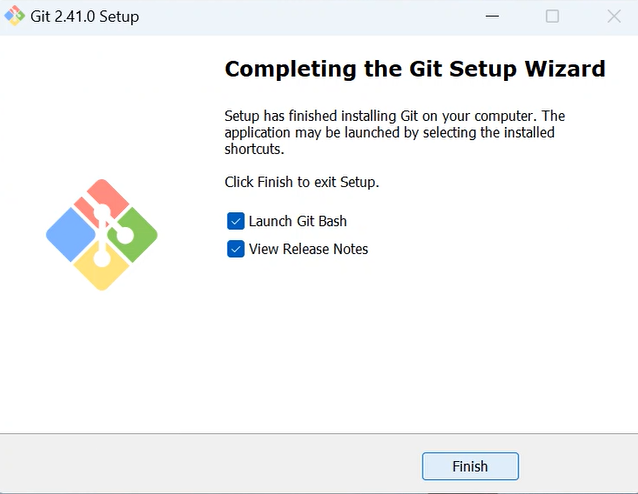 Git 2.41.0 Setup
Completing the Git Setup Wizard
Setup has finished installing Git on your computer. The
application may be launched by selecting the installed
shortcuts.
Click Finish to exit Setup.
Launch Git Bash
View Release Notes
Finish